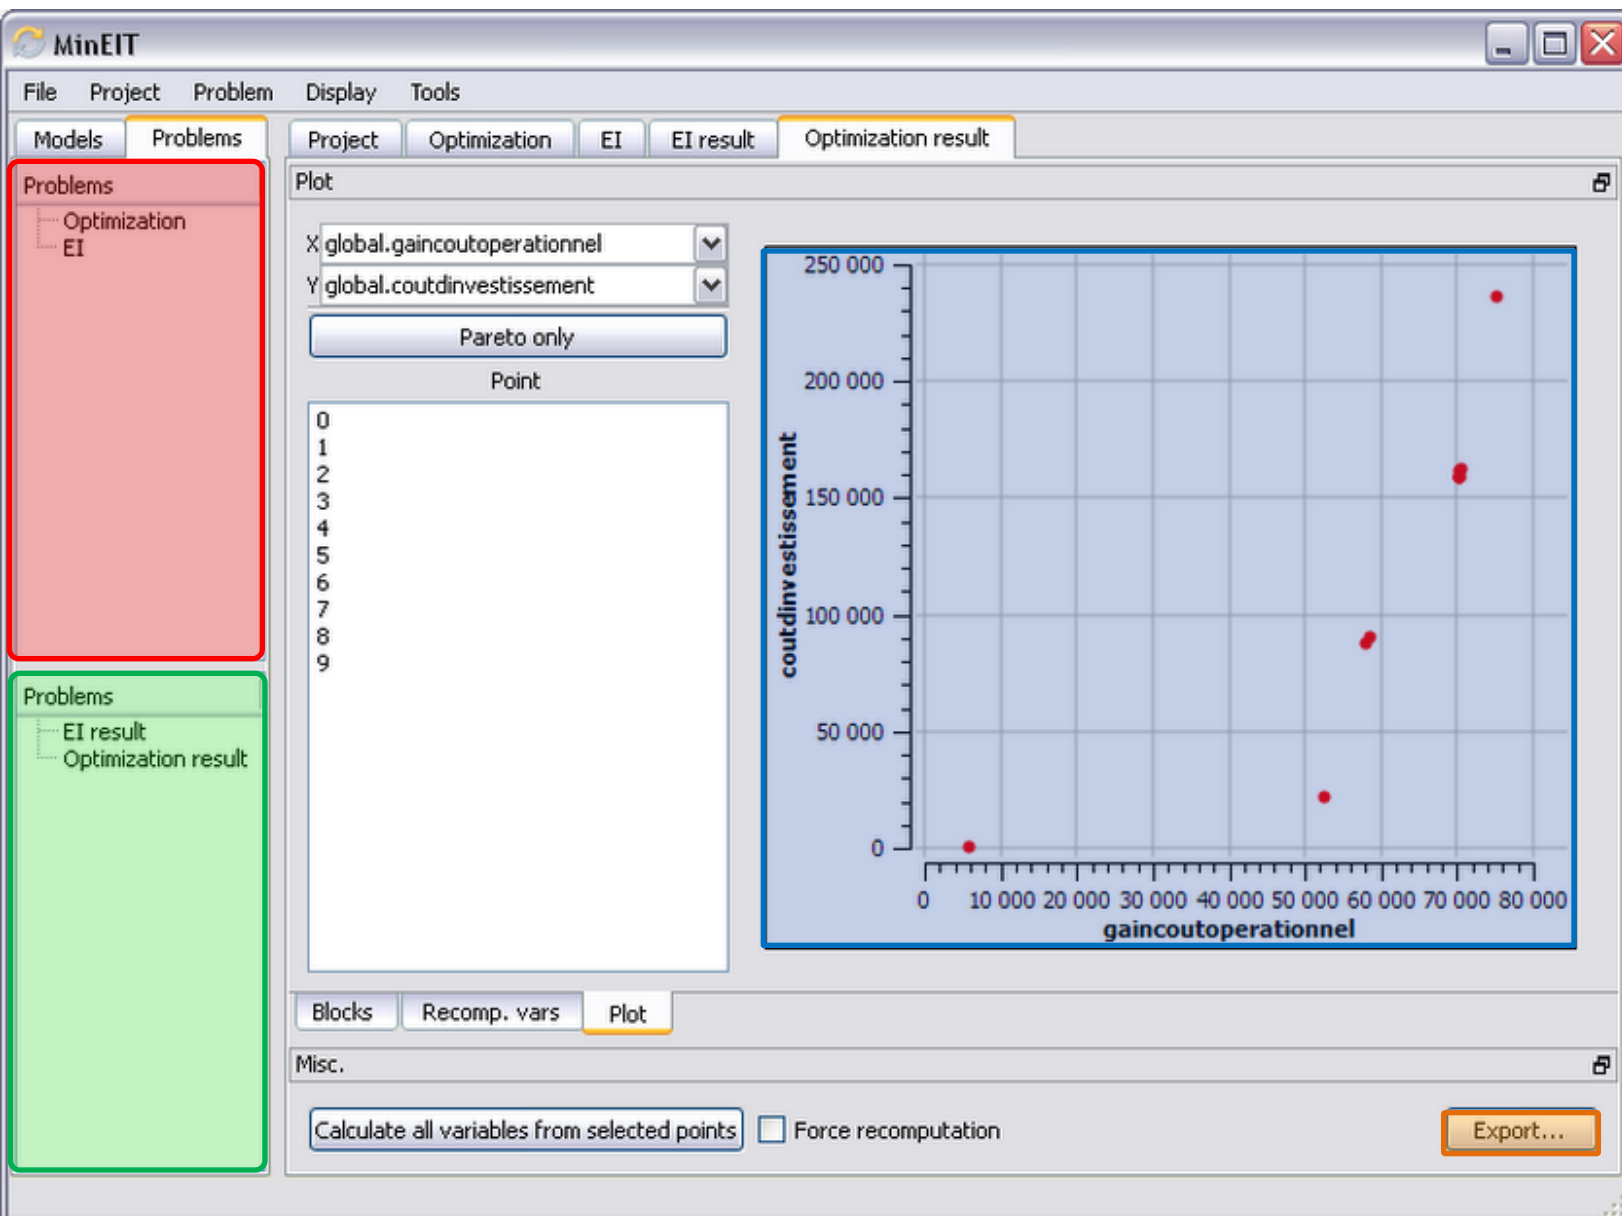 MinEIT
File Project Problem Display Tools
Models Problems
Project Optimization EI EI result Optimization result
Problems
Optimization
EI
Problems
EI result
Optimization result
Plot
X global.gaincoutoperationnel
Y global.coutdinvestissement
Pareto only
Point
0
1
2
3
4
5
6
7
8
9
250 000
200 000
150 000
100 000
50 000
0
coutdinvestissement
0 10 000 20 000 30 000 40 000 50 000 60 000 70 000 80 000
gaincoutoperationnel
Blocks Recomp. vars Plot
Misc.
Calculate all variables from selected points Force recomputation Export...